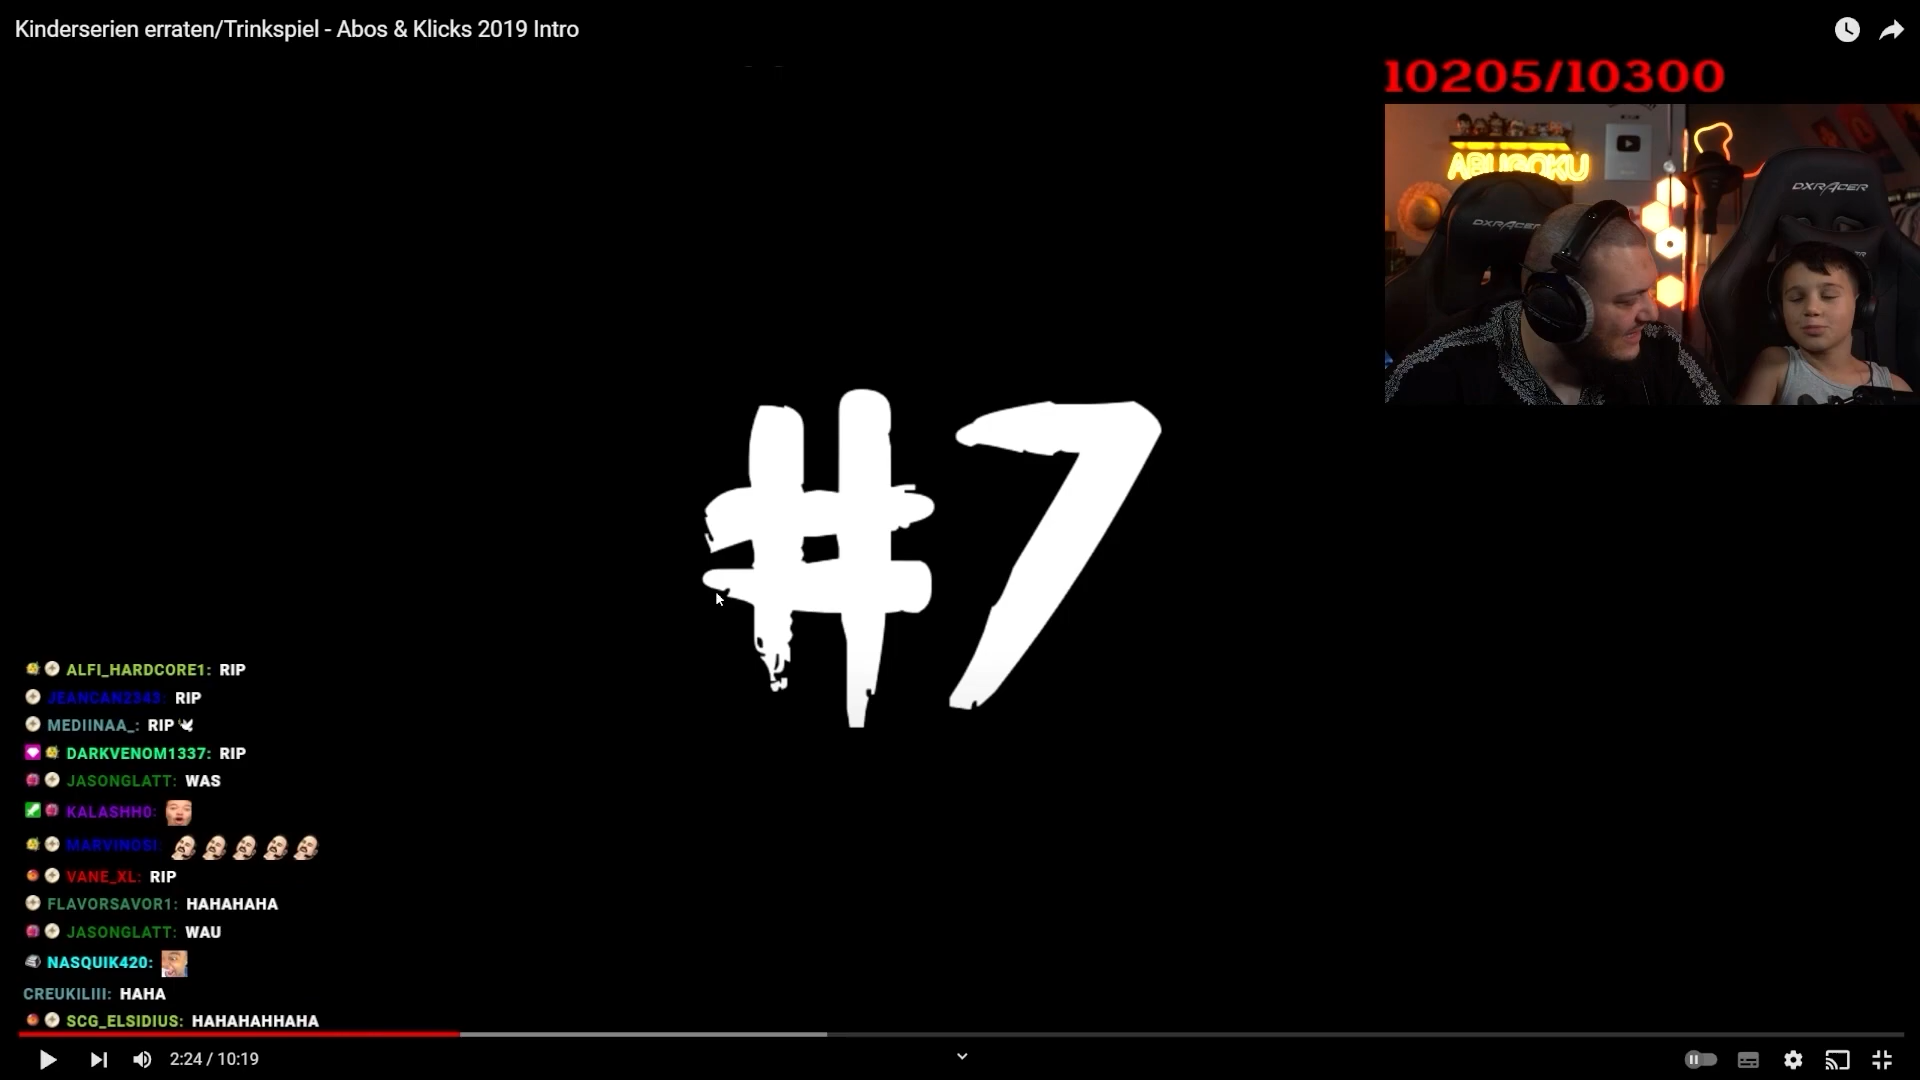 Kinderserien erraten/Trinkspiel - Abos & Klicks 2019 Intro
10205/10300
ABUGOKU
DXRACER
DXRACER
#7
ALFI_HARDCORE1: RIP
JEANCAN2343: RIP
MEDIINAA_: RIP
DARKVENOM1337: RIP
JASONGLATT: WAS
KALASHH0:
MARVINOSI:
VANE_XL: RIP
FLAVORSAVOR1: HAHAHAHA
JASONGLATT: WAU
NASQUIK420:
CREUKILIII: HAHA
SCG_ELSIDIUS: HAHAHAHHAHA
2:24 / 10:19